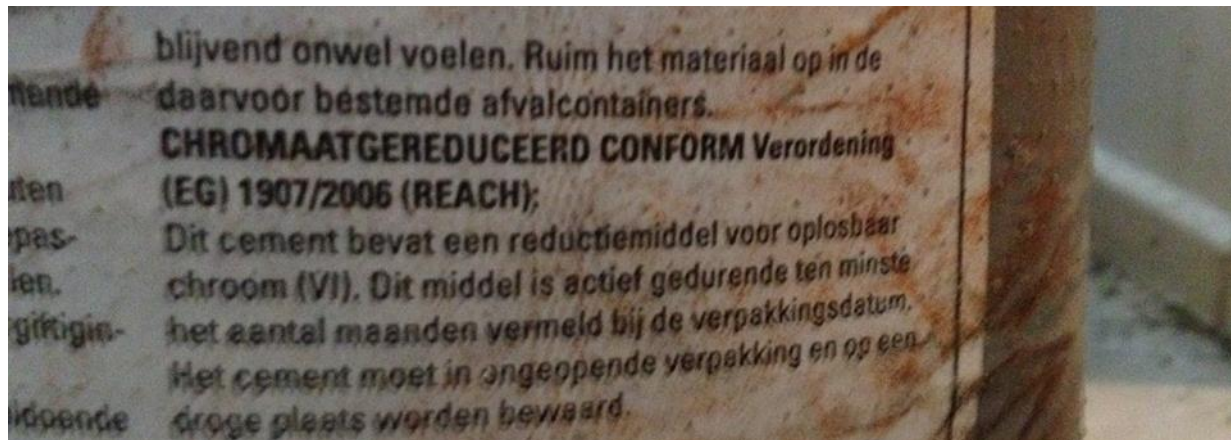 blijvend onwel voelen. Ruim het materiaal op in de
daarvoor bestemde afvalcontainers.
CHROMAATGEREDUCEERD CONFORM Verordening
(EG) 1907/2006 (REACH);
Dit cement bevat een reductiemiddel voor oplosbaar
chroom (VI). Dit middel is actief gedurende ten minste
het aantal maanden vermeld bij de verpakkingsdatum.
Het cement moet in ongeopende verpakking en op een
droge plaats worden bewaard.